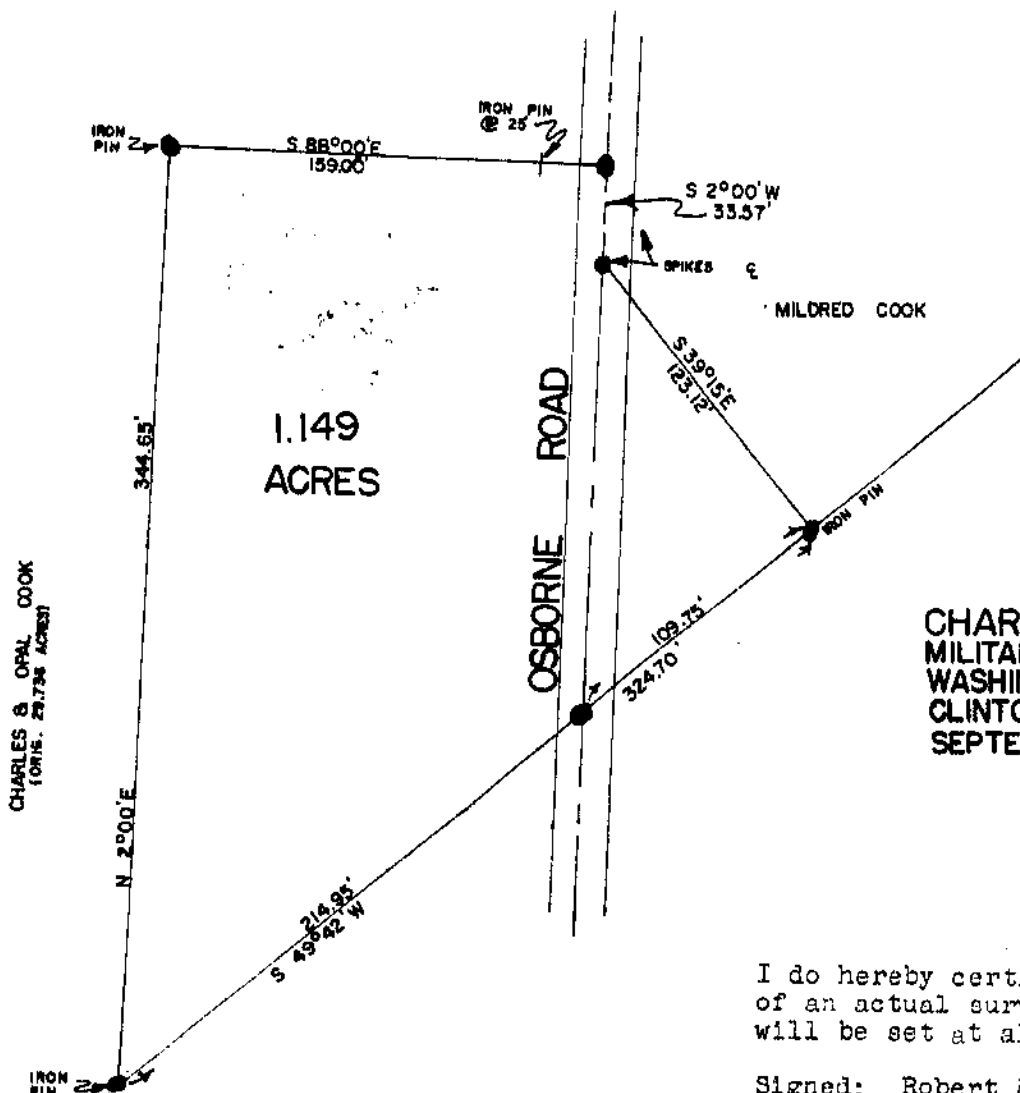 IRON PIN
@ 25'
IRON
PIN
S 88°00'E
159.00'
S 2°00'W
33.57'
SPIKES ℄
MILDRED COOK
S 39°15'E
123.12'
OSBORNE ROAD
1.149
ACRES
344.65'
N 2°00'E
CHARLES & OPAL COOK
(ORIG. 29.736 ACRES)
IRON PIN
109.75'
324.70'
214.95'
S 49°42'W
IRON
PIN
CHAR
MILITA
WASHI
CLINTO
SEPTE
I do hereby cert
of an actual sur
will be set at al
Signed: Robert